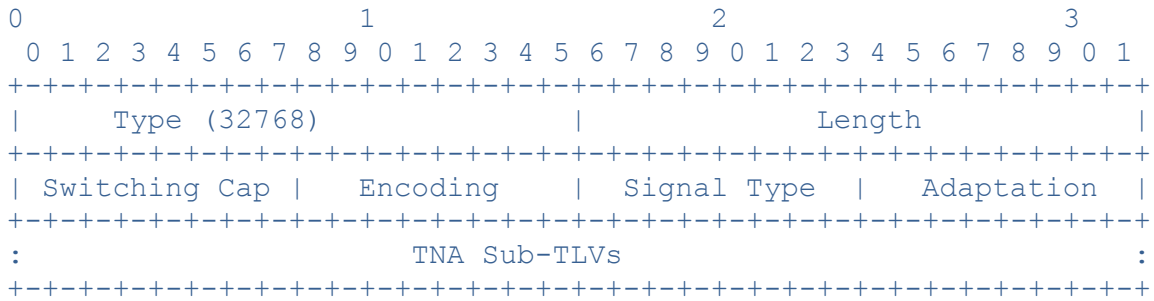 0                   1                   2                   3
 0 1 2 3 4 5 6 7 8 9 0 1 2 3 4 5 6 7 8 9 0 1 2 3 4 5 6 7 8 9 0 1
+-+-+-+-+-+-+-+-+-+-+-+-+-+-+-+-+-+-+-+-+-+-+-+-+-+-+-+-+-+-+-+-+
|     Type (32768)              |             Length            |
+-+-+-+-+-+-+-+-+-+-+-+-+-+-+-+-+-+-+-+-+-+-+-+-+-+-+-+-+-+-+-+-+
| Switching Cap |   Encoding    |  Signal Type  |   Adaptation  |
+-+-+-+-+-+-+-+-+-+-+-+-+-+-+-+-+-+-+-+-+-+-+-+-+-+-+-+-+-+-+-+-+
:                      TNA Sub-TLVs                             :
+-+-+-+-+-+-+-+-+-+-+-+-+-+-+-+-+-+-+-+-+-+-+-+-+-+-+-+-+-+-+-+-+